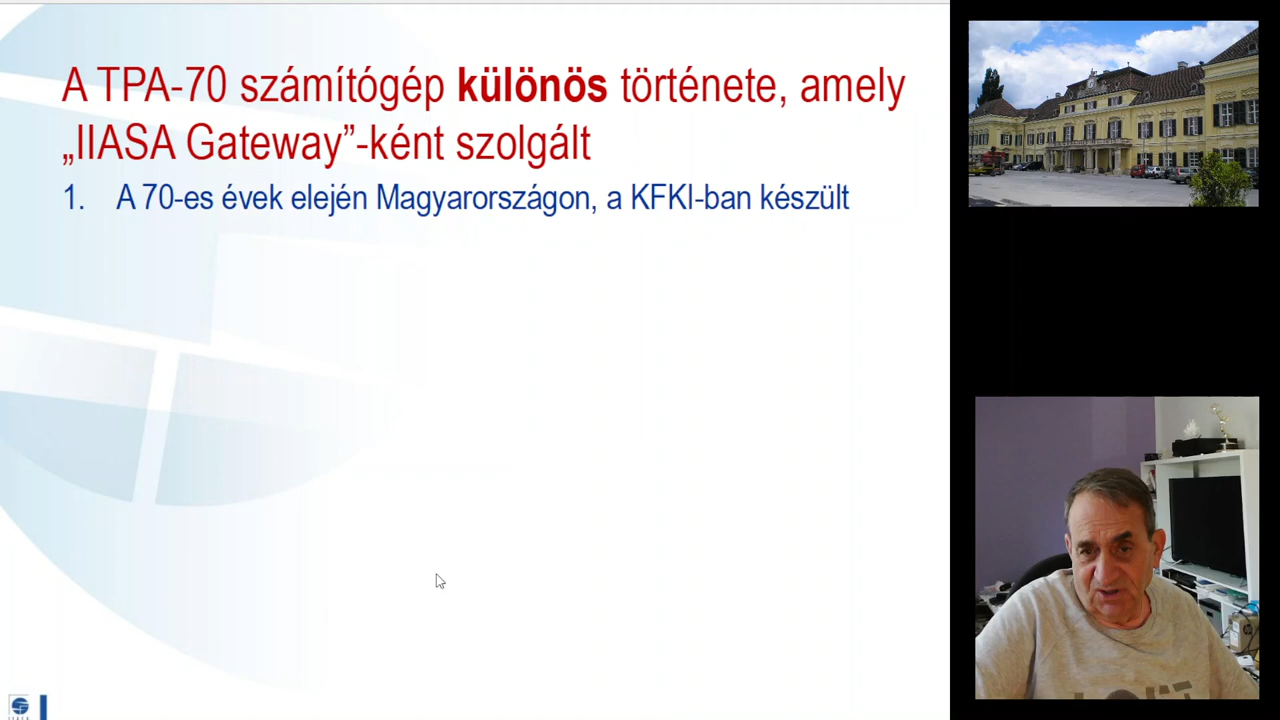 A TPA-70 számítógép különös története, amely
„IIASA Gateway”-ként szolgált
1. A 70-es évek elején Magyarországon, a KFKI-ban készült
IIASA